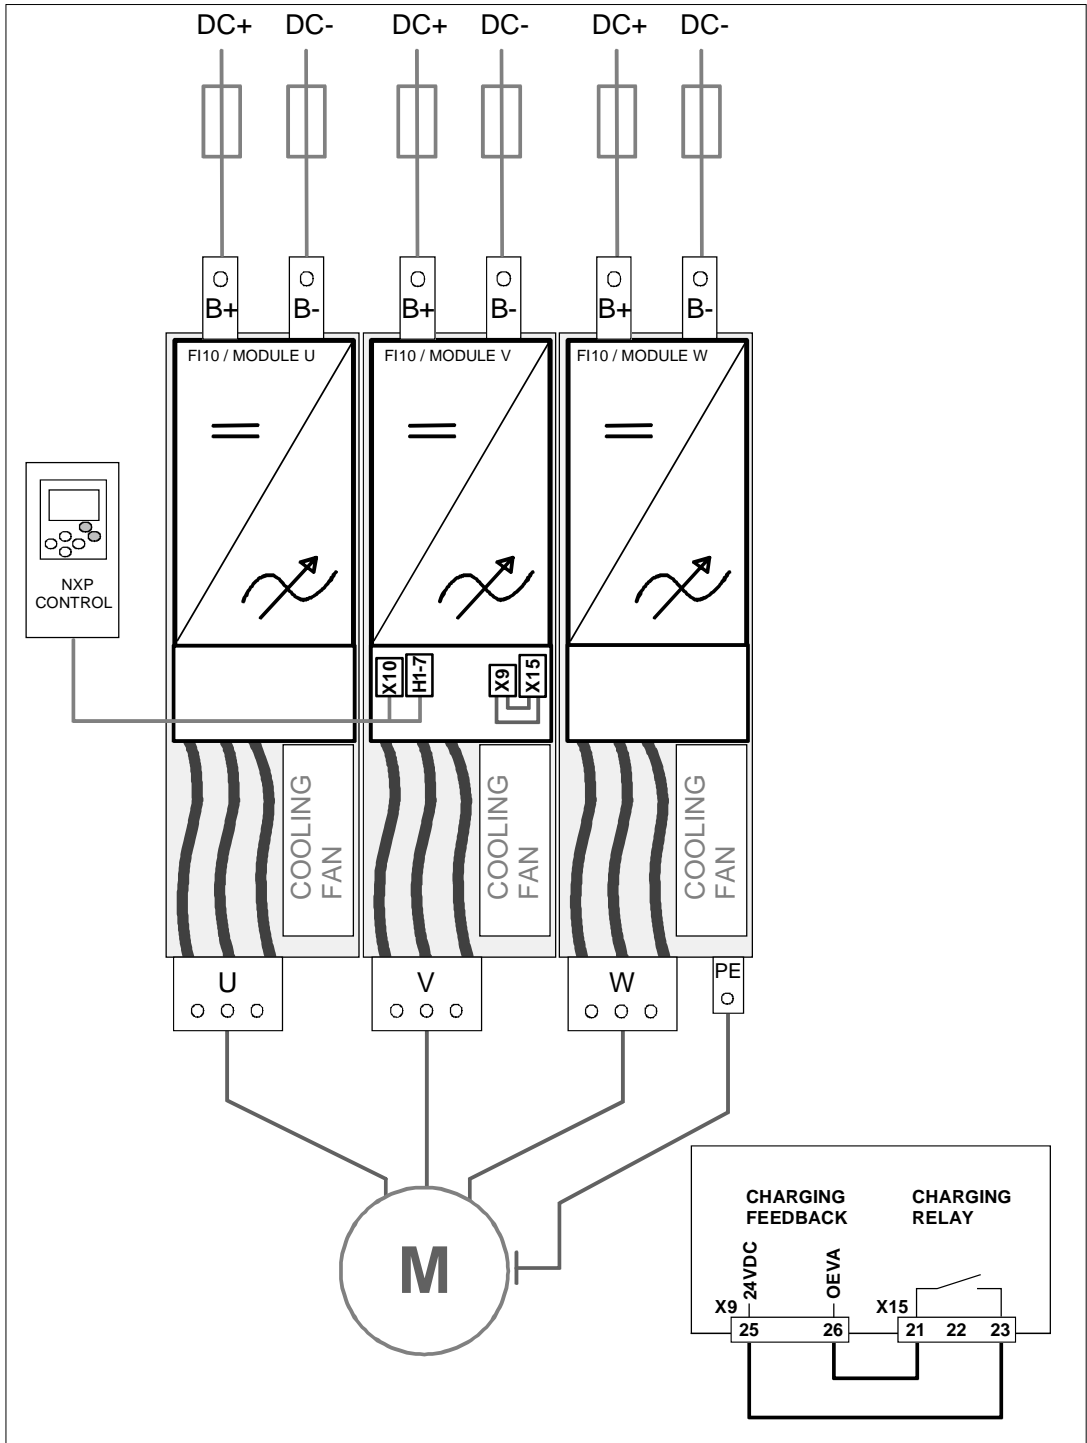 DC+ DC- DC+ DC- DC+ DC-
B+ B- B+ B- B+ B-
FI10 / MODULE U FI10 / MODULE V FI10 / MODULE W
NXP
CONTROL
X10 H1-7 X9 X15
COOLING
FAN
COOLING
FAN
COOLING
FAN
U V W PE
M
CHARGING
FEEDBACK
CHARGING
RELAY
24VDC OEVA
X9 X15
25 26 21 22 23